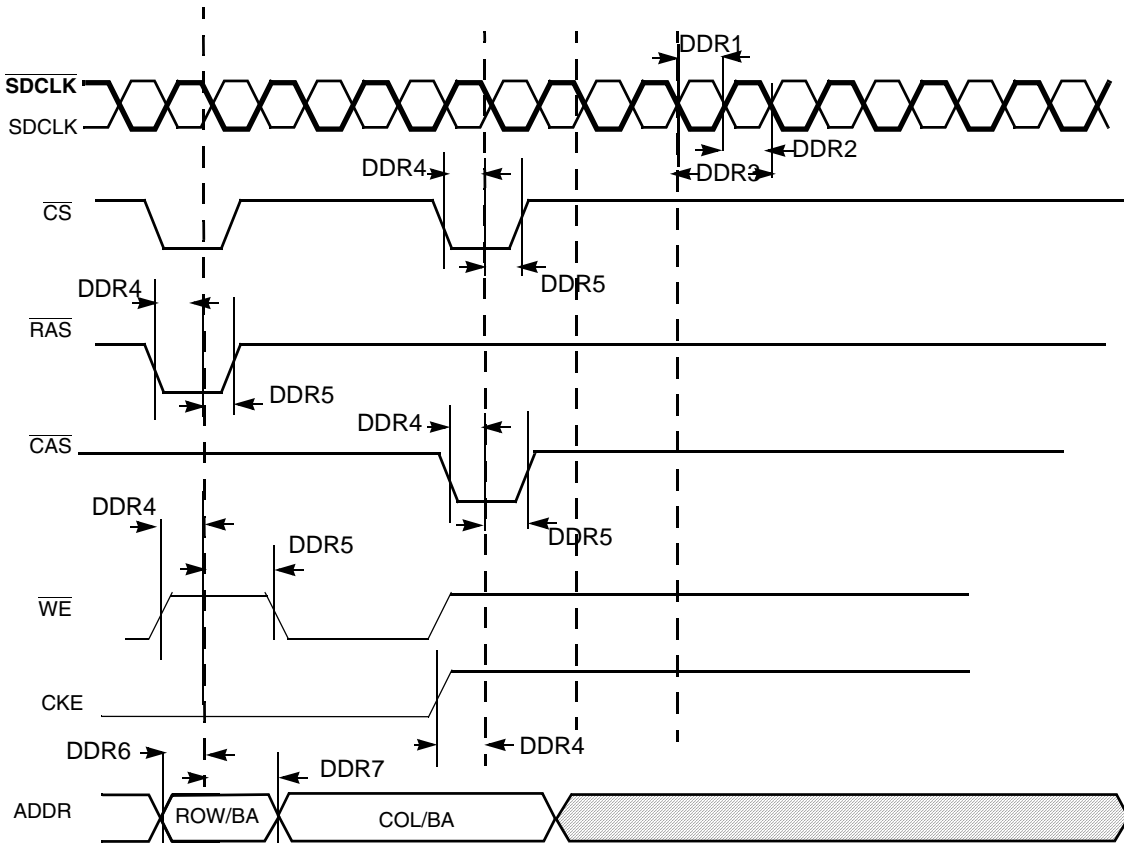 DDR1
SDCLK
SDCLK
DDR2
DDR4
DDR3
CS
DDR5
DDR4
RAS
DDR5
DDR4
CAS
DDR4
DDR5
DDR5
WE
CKE
DDR6
DDR4
DDR7
ADDR
ROW/BA
COL/BA